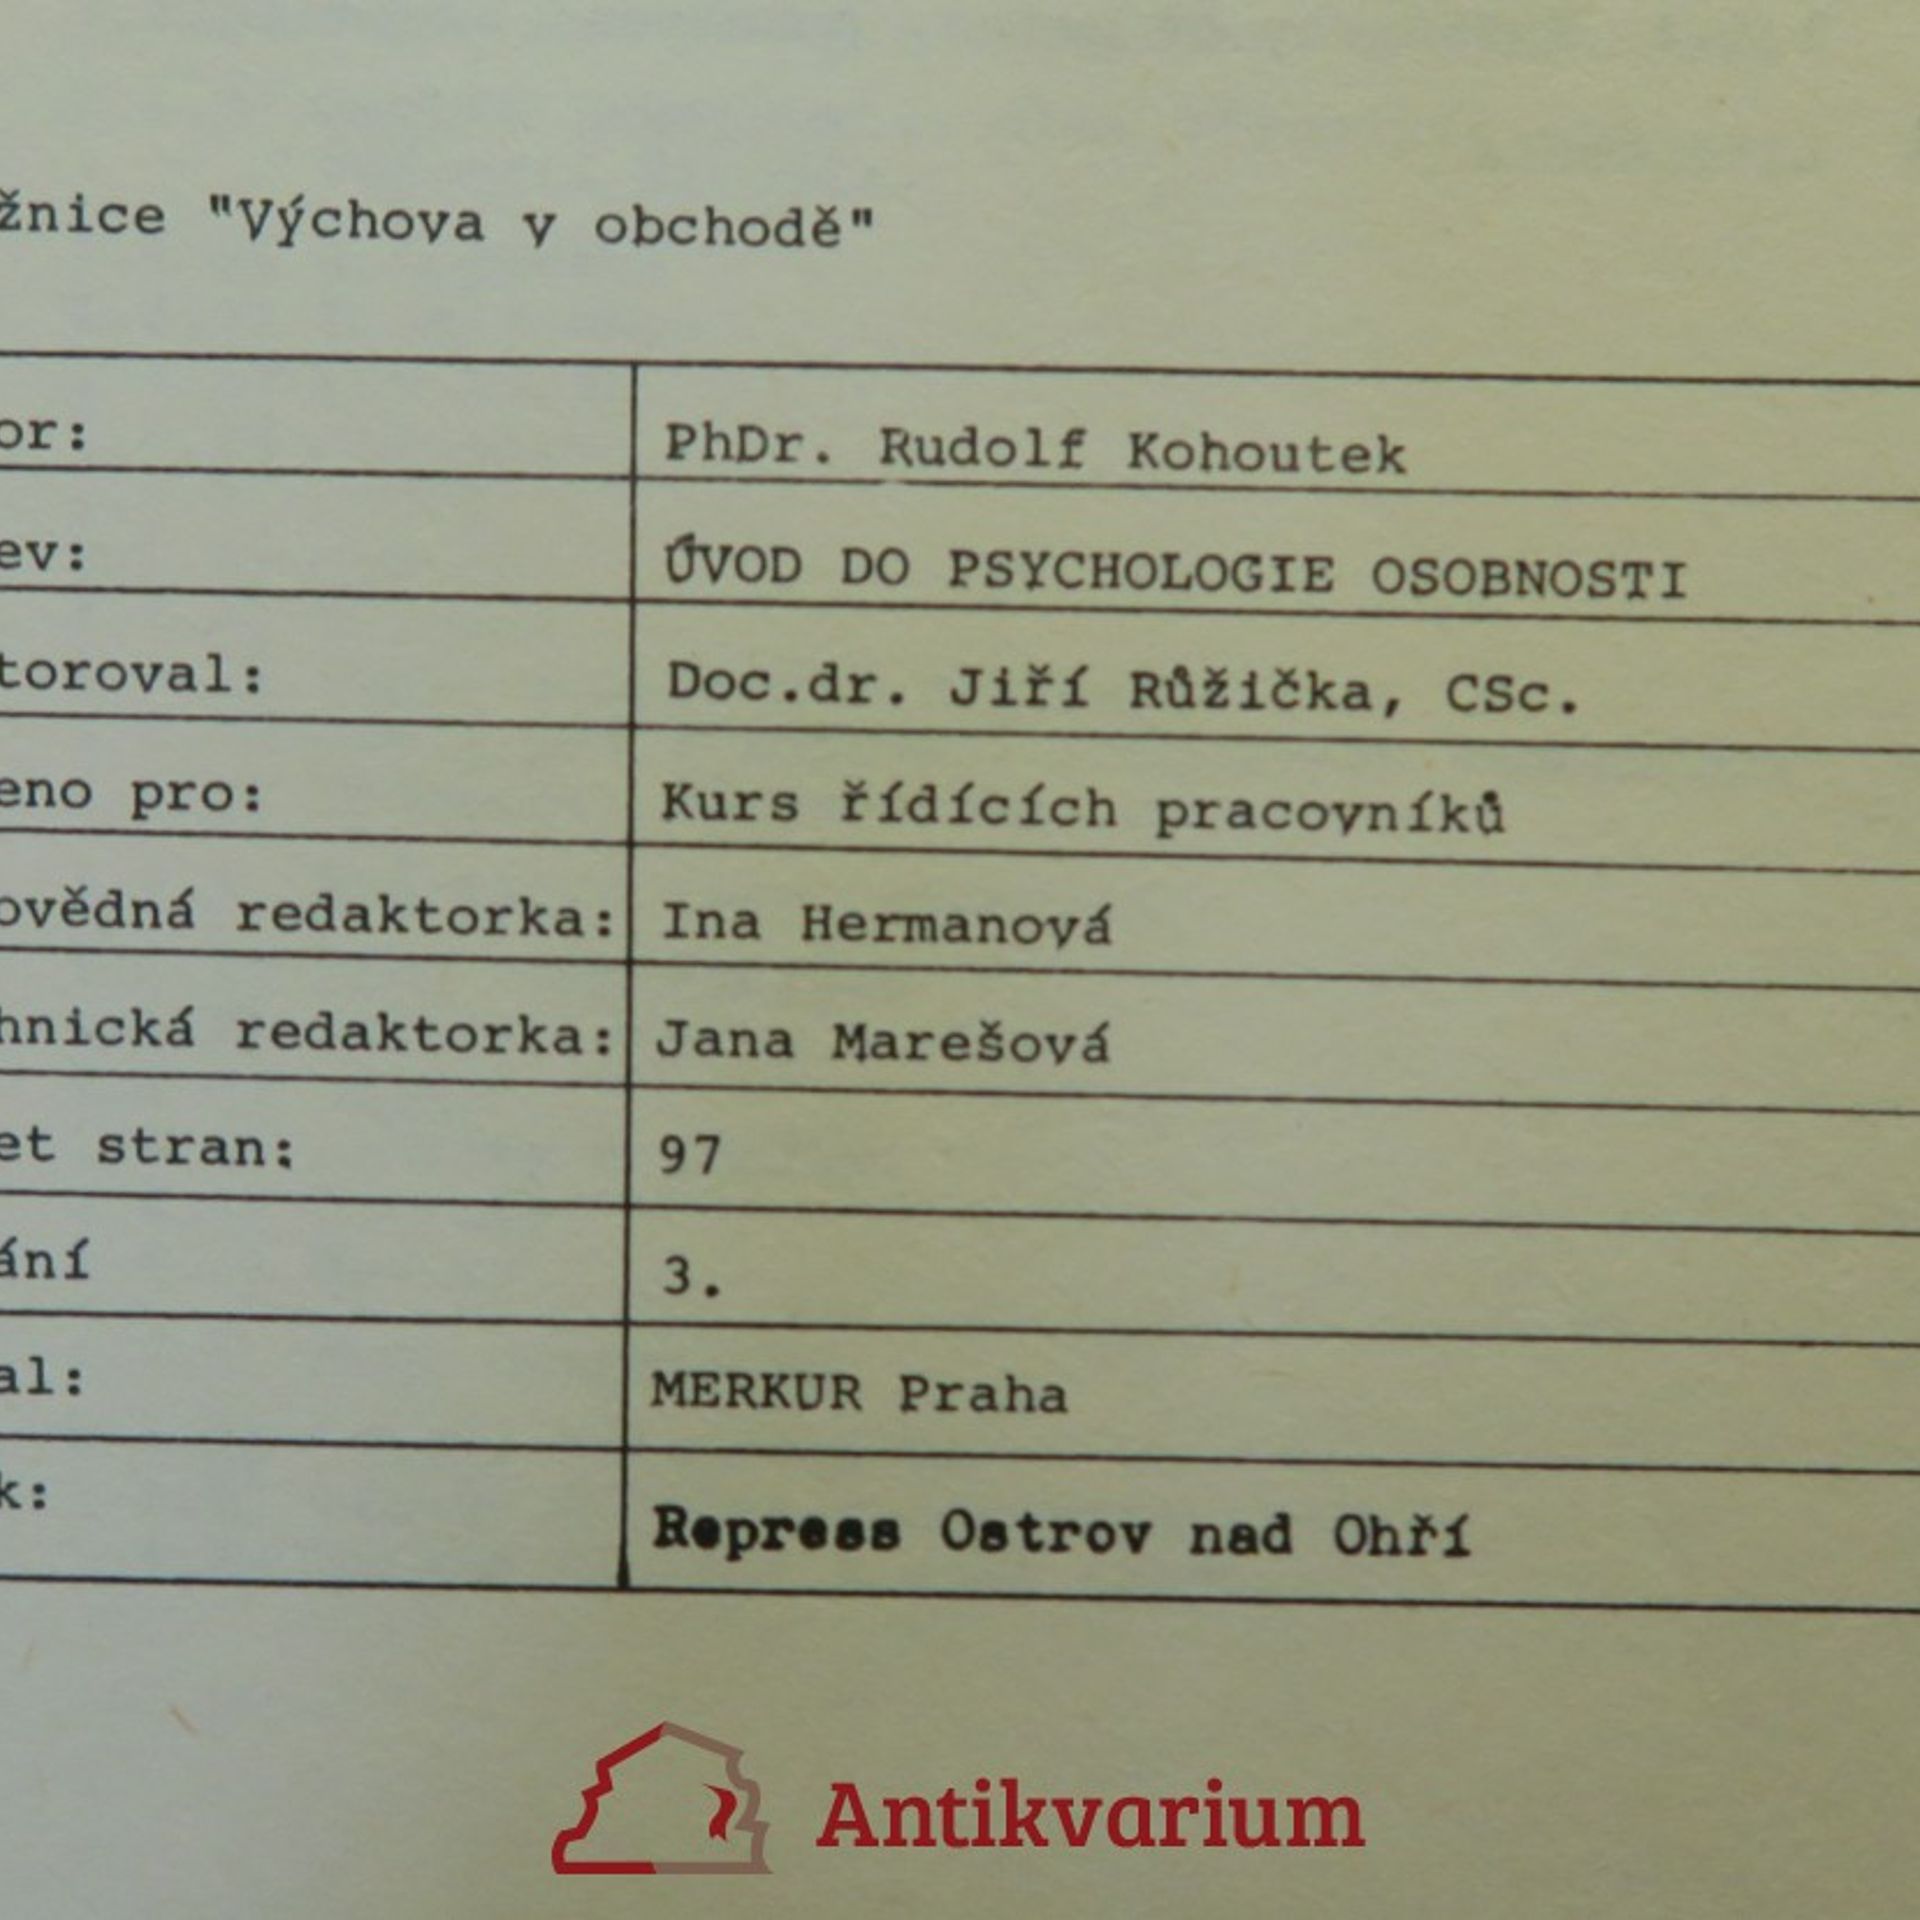 žnice "Výchova v obchodě"
or: PhDr. Rudolf Kohoutek
ev: ÚVOD DO PSYCHOLOGIE OSOBNOSTI
toroval: Doc.dr. Jiří Růžička, CSc.
eno pro: Kurs řídících pracovníků
ovědná redaktorka: Ina Hermanová
hnická redaktorka: Jana Marešová
et stran: 97
ání 3.
al: MERKUR Praha
k: Repress Ostrov nad Ohří
Antikvarium